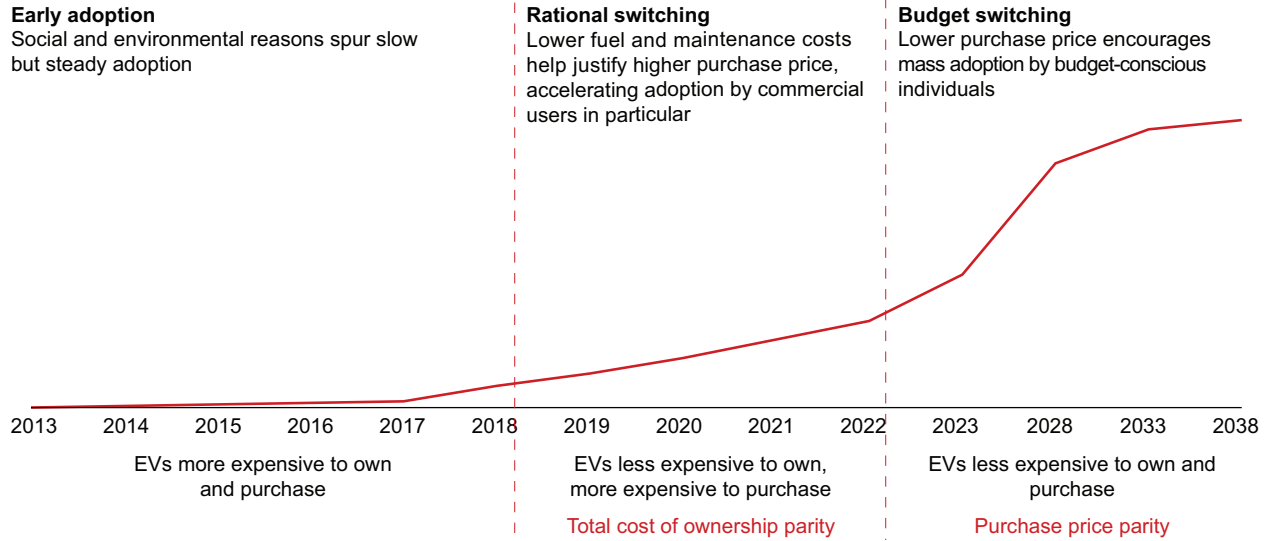 Early adoption
Social and environmental reasons spur slow
but steady adoption
Rational switching
Lower fuel and maintenance costs
help justify higher purchase price,
accelerating adoption by commercial
users in particular
Budget switching
Lower purchase price encourages
mass adoption by budget-conscious
individuals
2013 2014 2015 2016 2017 2018 2019 2020 2021 2022 2023 2028 2033 2038
EVs more expensive to own
and purchase
EVs less expensive to own,
more expensive to purchase
EVs less expensive to own and
purchase
Total cost of ownership parity
Purchase price parity